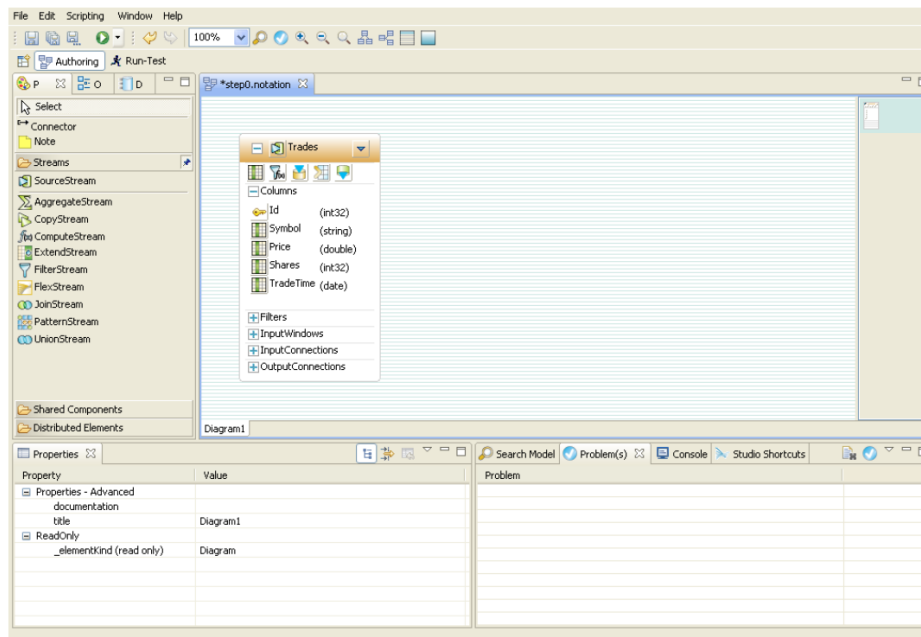 File Edit Scripting Window Help
100%
Authoring Run-Test
P O D
*step0.notation
Select
Connector
Note
Streams
SourceStream
AggregateStream
CopyStream
f(x) ComputeStream
ExtendStream
FilterStream
FlexStream
JoinStream
PatternStream
UnionStream
Shared Components
Distributed Elements
Trades
Columns
Id (int32)
Symbol (string)
Price (double)
Shares (int32)
TradeTime (date)
Filters
InputWindows
InputConnections
OutputConnections
Diagram1
Properties
Property Value
Properties - Advanced
documentation
title Diagram1
ReadOnly
_elementKind (read only) Diagram
Search Model Problem(s) Console Studio Shortcuts
Problem